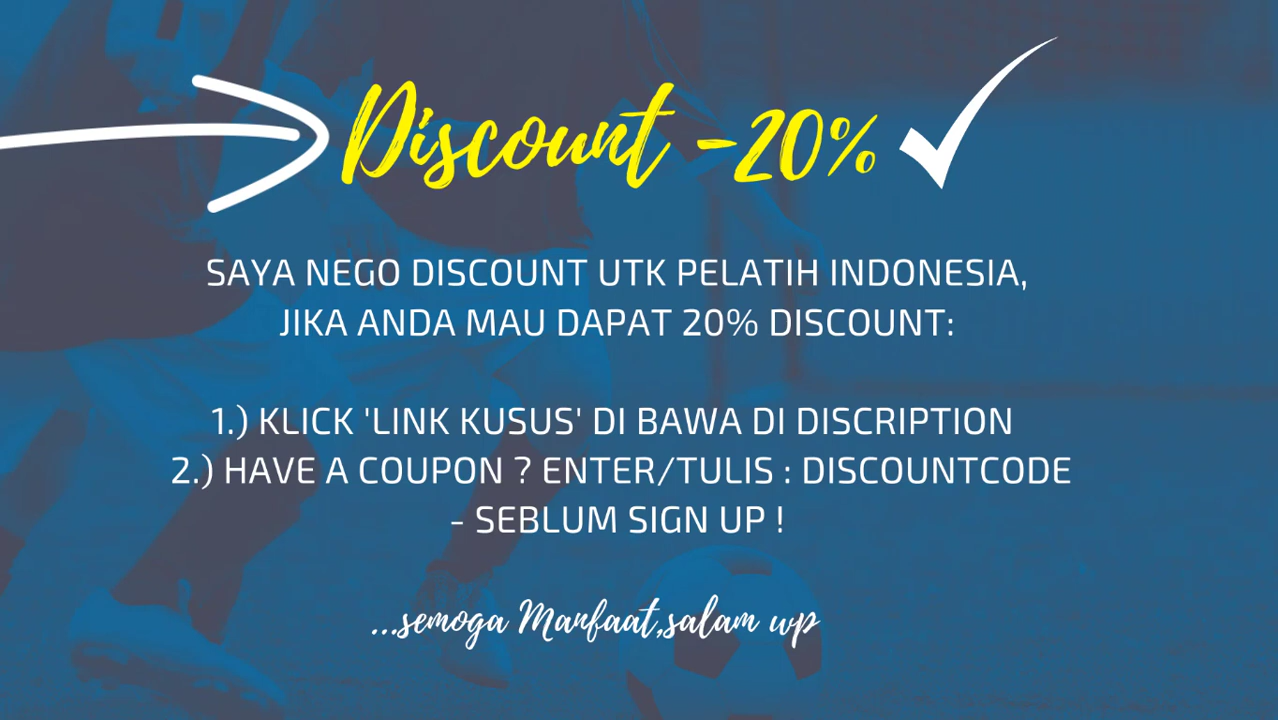 Discount -20%
SAYA NEGO DISCOUNT UTK PELATIH INDONESIA,
JIKA ANDA MAU DAPAT 20% DISCOUNT:
1.) KLICK 'LINK KUSUS' DI BAWA DI DISCRIPTION
2.) HAVE A COUPON ? ENTER/TULIS : DISCOUNTCODE
- SEBLUM SIGN UP !
...semoga Manfaat,salam wp